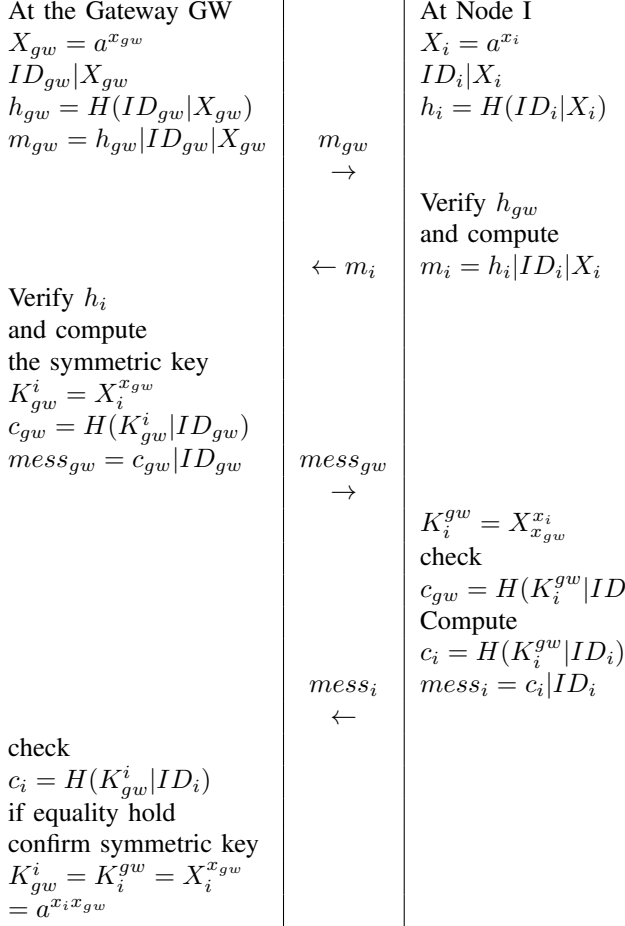 At the Gateway GW At Node I
X_{gw} = a^{x_{gw}} X_i = a^{x_i}
ID_{gw}|X_{gw} ID_i|X_i
h_{gw} = H(ID_{gw}|X_{gw}) h_i = H(ID_i|X_i)
m_{gw} = h_{gw}|ID_{gw}|X_{gw} m_{gw}
→
Verify h_{gw}
and compute
← m_i m_i = h_i|ID_i|X_i
Verify h_i
and compute
the symmetric key
K_{gw}^i = X_i^{x_{gw}}
c_{gw} = H(K_{gw}^i|ID_{gw})
mess_{gw} = c_{gw}|ID_{gw} mess_{gw}
→
K_i^{gw} = X_{x_{gw}}^{x_i}
check
c_{gw} = H(K_i^{gw}|ID
Compute
c_i = H(K_i^{gw}|ID_i)
mess_i mess_i = c_i|ID_i
←
check
c_i = H(K_{gw}^i|ID_i)
if equality hold
confirm symmetric key
K_{gw}^i = K_i^{gw} = X_i^{x_{gw}}
= a^{x_i x_{gw}}